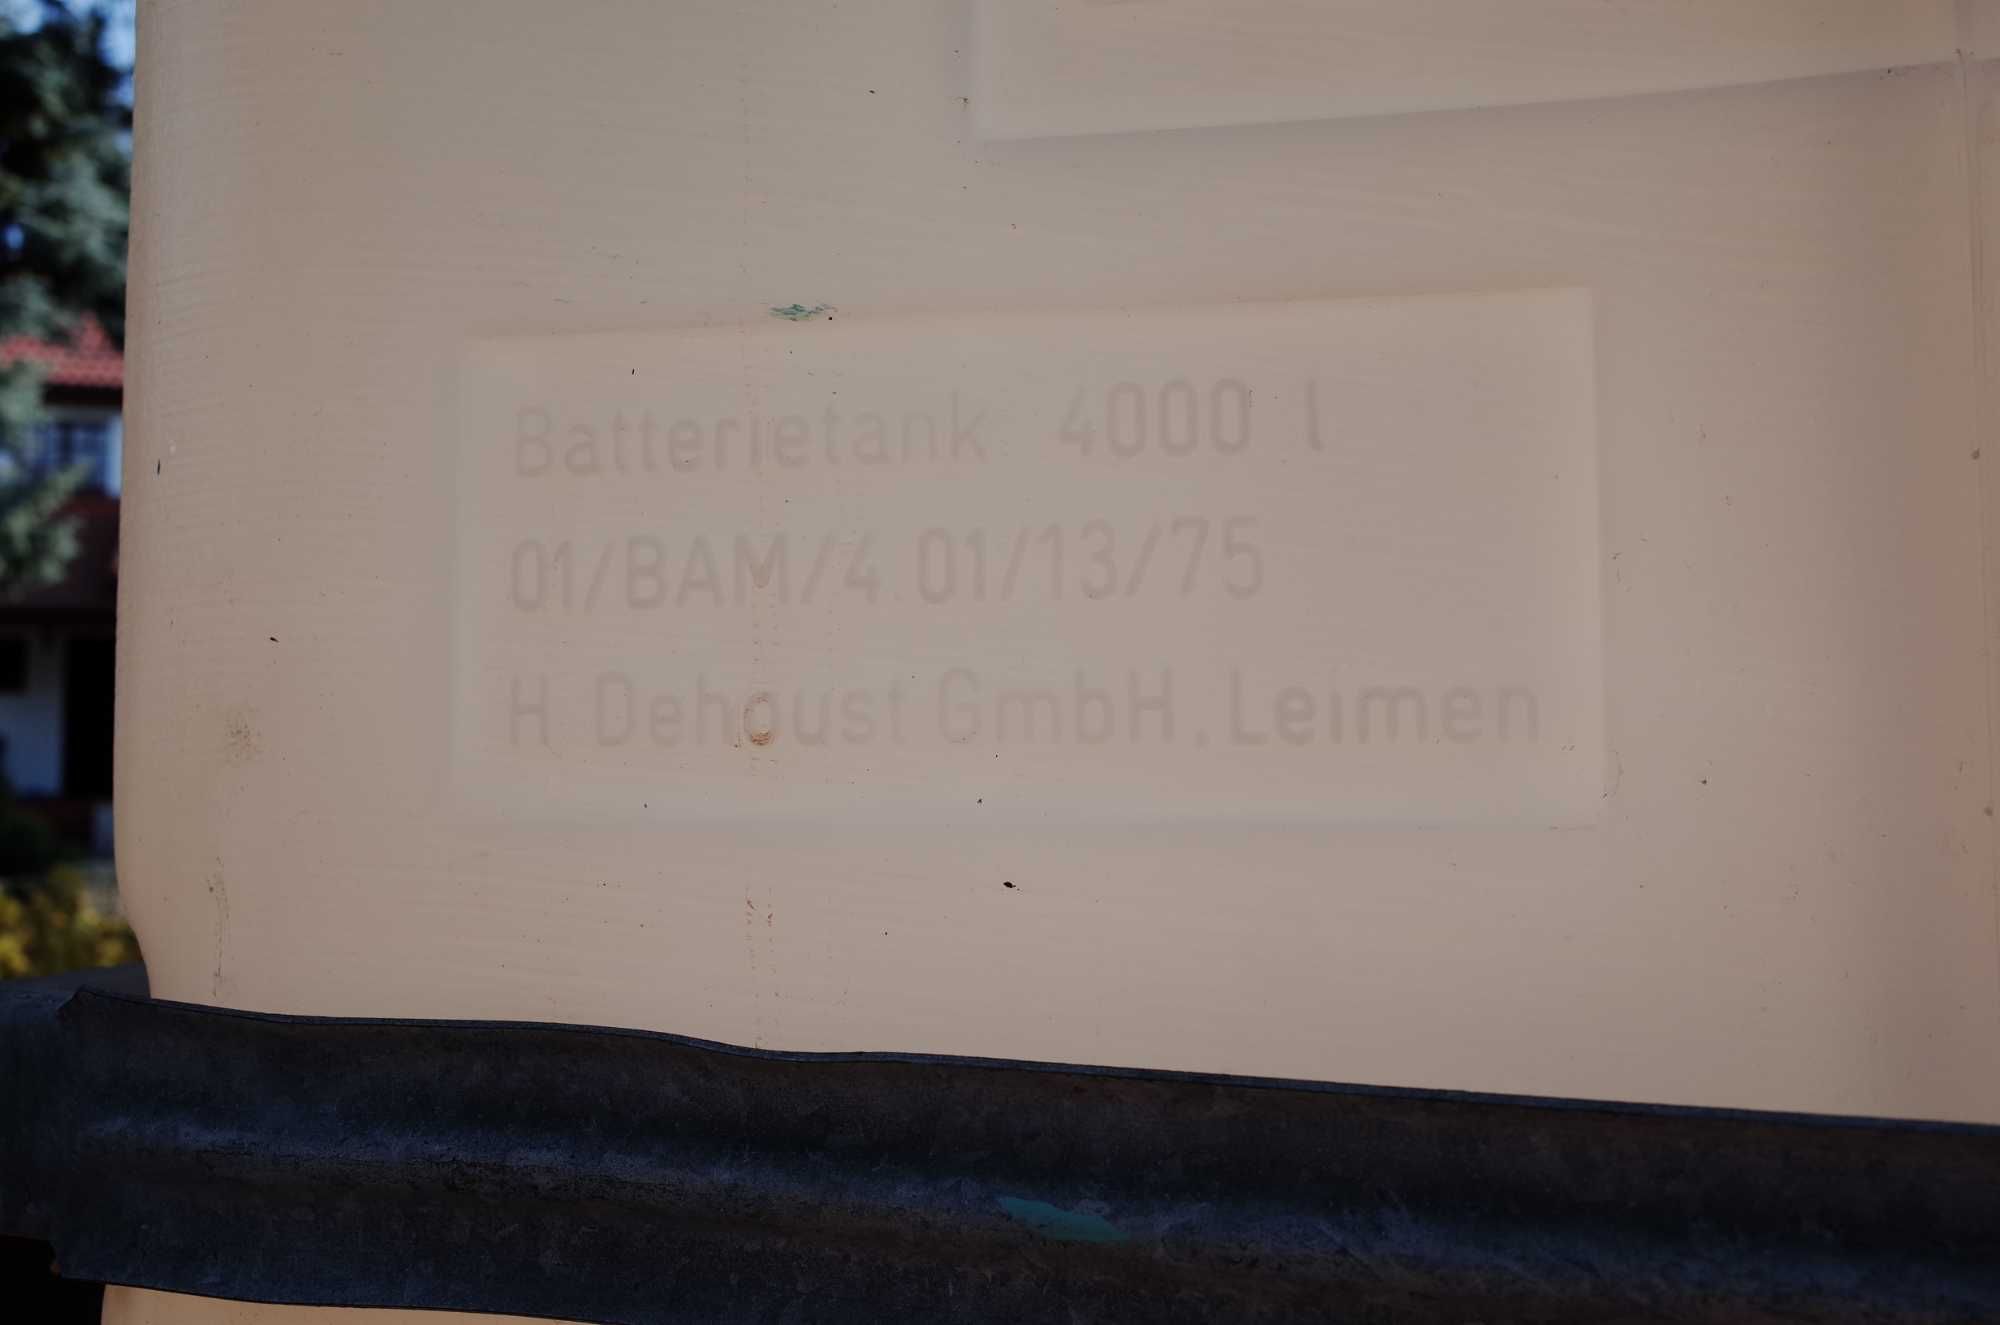 Batterietank 4000 l
01/BAM/4.01/13/75
H Dehoust GmbH, Leimen